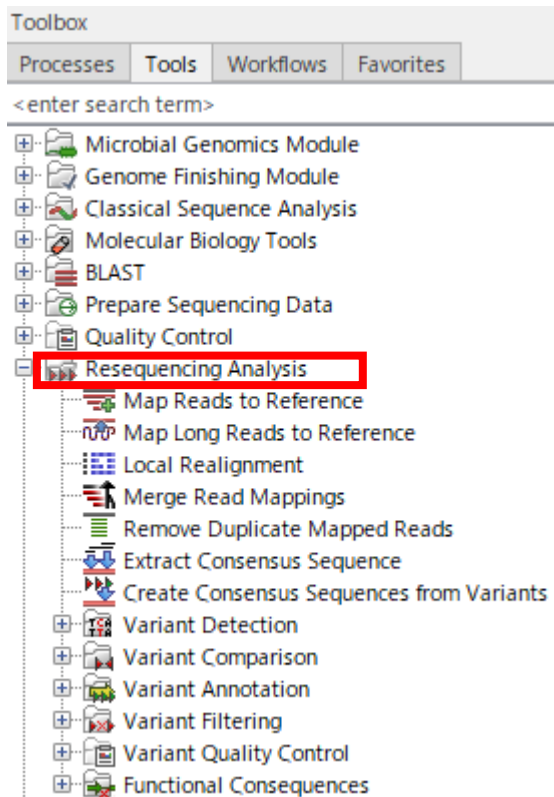 Toolbox
Processes Tools Workflows Favorites
<enter search term>
Microbial Genomics Module
Genome Finishing Module
Classical Sequence Analysis
Molecular Biology Tools
BLAST
Prepare Sequencing Data
Quality Control
Resequencing Analysis
Map Reads to Reference
Map Long Reads to Reference
Local Realignment
Merge Read Mappings
Remove Duplicate Mapped Reads
Extract Consensus Sequence
Create Consensus Sequences from Variants
Variant Detection
Variant Comparison
Variant Annotation
Variant Filtering
Variant Quality Control
Functional Consequences